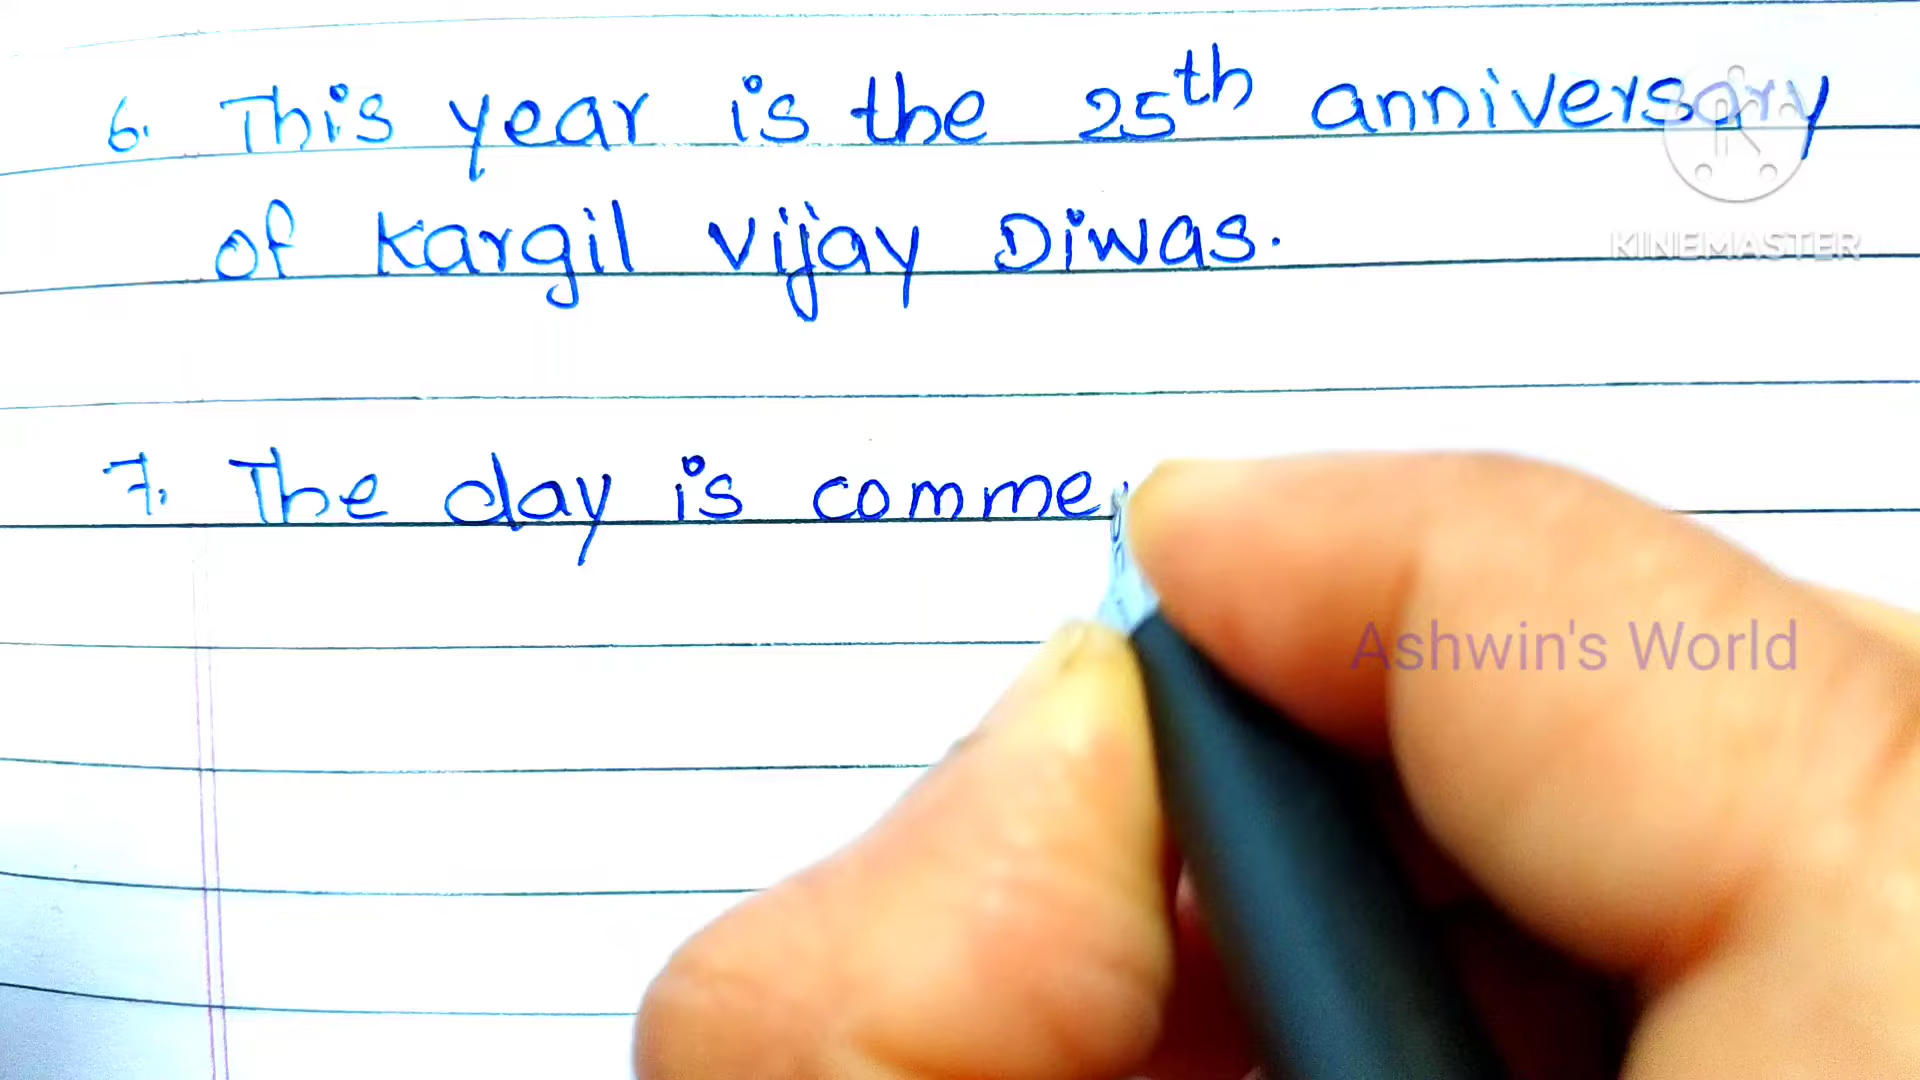 6. This year is the 25th anniversary
of Kargil Vijay Diwas.
KINEMASTER
7. The day is comme
Ashwin's World